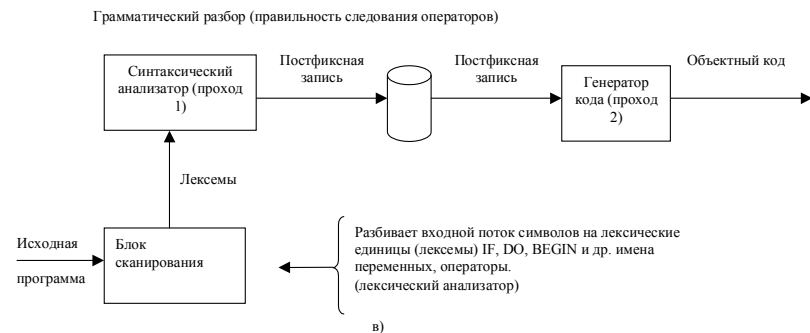 Грамматический разбор (правильность следования операторов)
Синтаксический
анализатор (проход
1)
Постфиксная
запись
Постфиксная
запись
Генератор
кода (проход
2)
Объектный код
Лексемы
Исходная
программа
Блок
сканирования
Разбивает входной поток символов на лексические
единицы (лексемы) IF, DO, BEGIN и др. имена
переменных, операторы.
(лексический анализатор)
в)